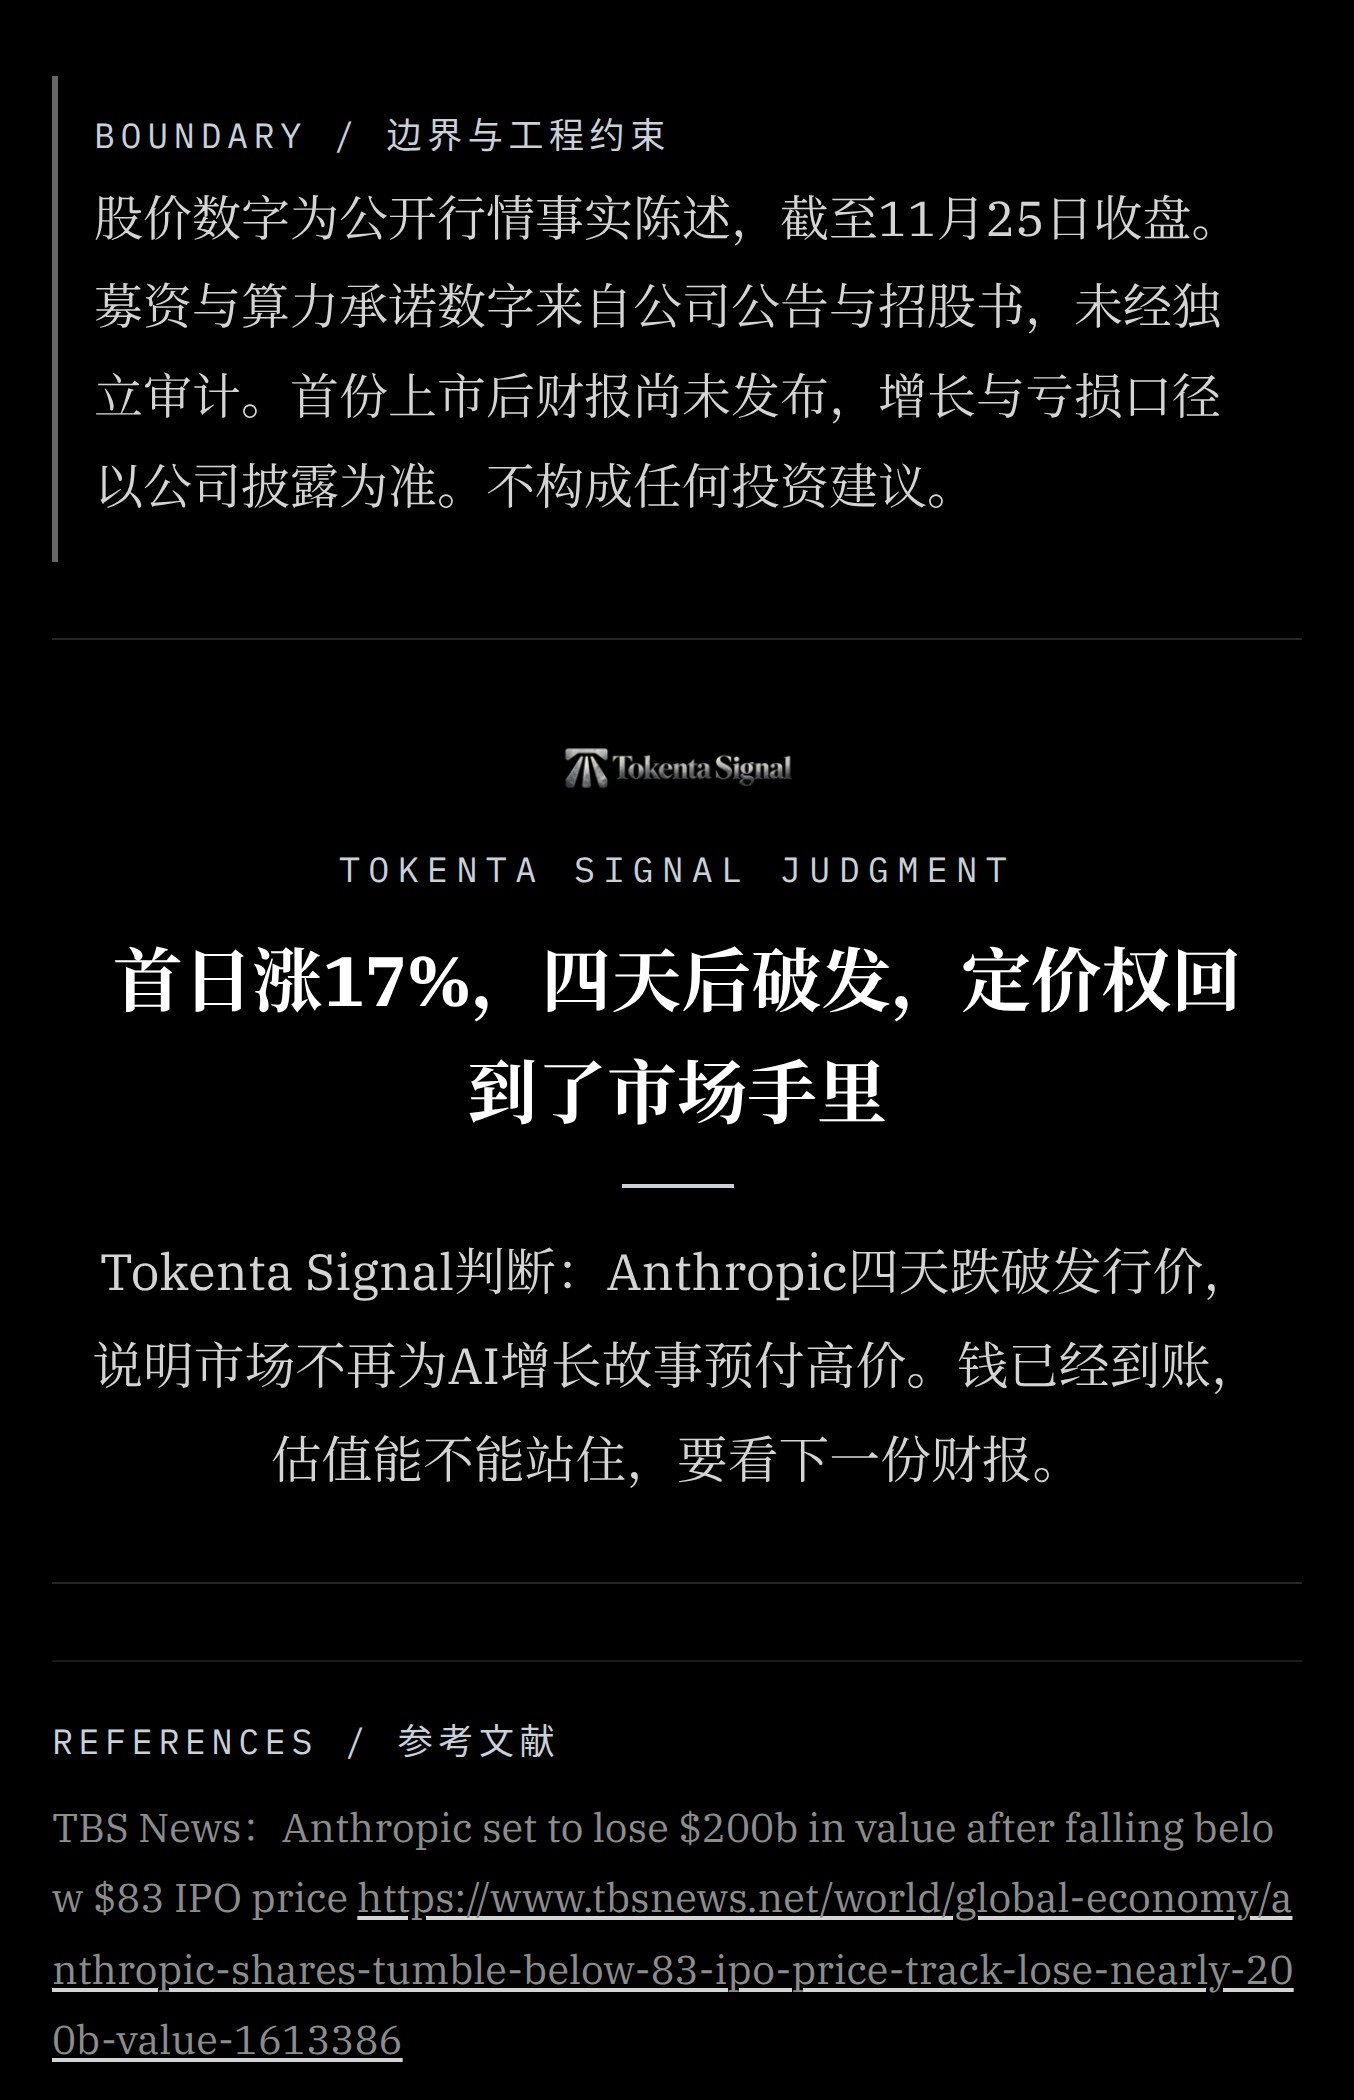 BOUNDARY / 边界与工程约束
股价数字为公开行情事实陈述，截至11月25日收盘。
募资与算力承诺数字来自公司公告与招股书，未经独
立审计。首份上市后财报尚未发布，增长与亏损口径
以公司披露为准。不构成任何投资建议。
Tokenta Signal
TOKENTA SIGNAL JUDGMENT
首日涨17%，四天后破发，定价权回
到了市场手里
Tokenta Signal判断：Anthropic四天跌破发行价，
说明市场不再为AI增长故事预付高价。钱已经到账，
估值能不能站住，要看下一份财报。
REFERENCES / 参考文献
TBS News：Anthropic set to lose $200b in value after falling belo
w $83 IPO price https://www.tbsnews.net/world/global-economy/a
nthropic-shares-tumble-below-83-ipo-price-track-lose-nearly-20
0b-value-1613386